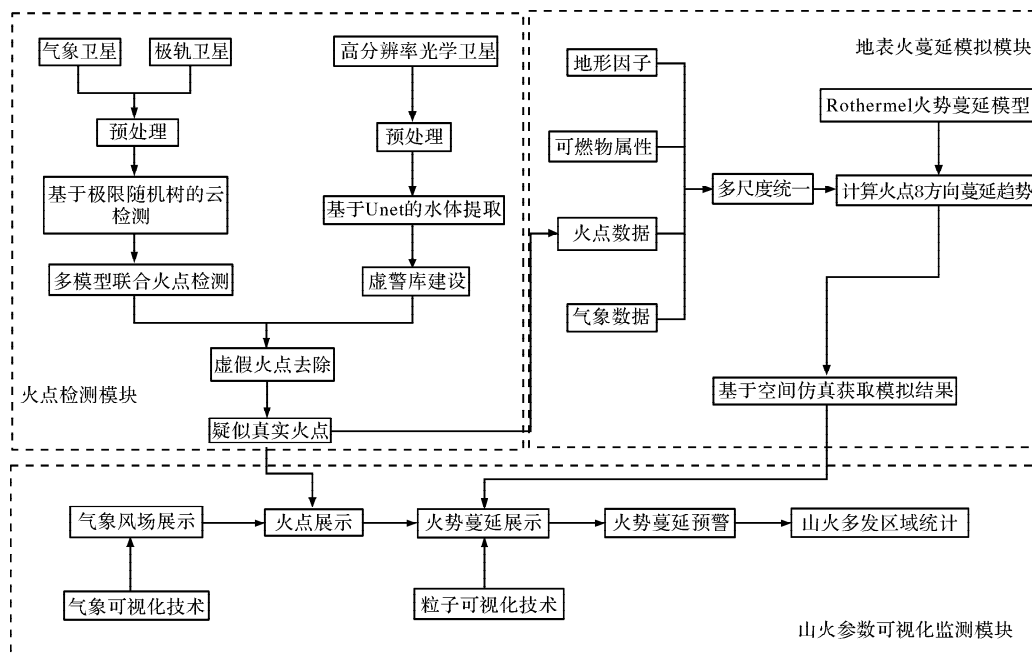 气象卫星
极轨卫星
高分辨率光学卫星
预处理
预处理
基于极限随机树的云
检测
基于Unet的水体提取
多模型联合火点检测
虚警库建设
虚假火点去除
火点检测模块
疑似真实火点
地表火蔓延模拟模块
地形因子
Rothermel火势蔓延模型
可燃物属性
多尺度统一
计算火点8方向蔓延趋势
火点数据
气象数据
基于空间仿真获取模拟结果
气象风场展示
火点展示
火势蔓延展示
火势蔓延预警
山火多发区域统计
气象可视化技术
粒子可视化技术
山火参数可视化监测模块